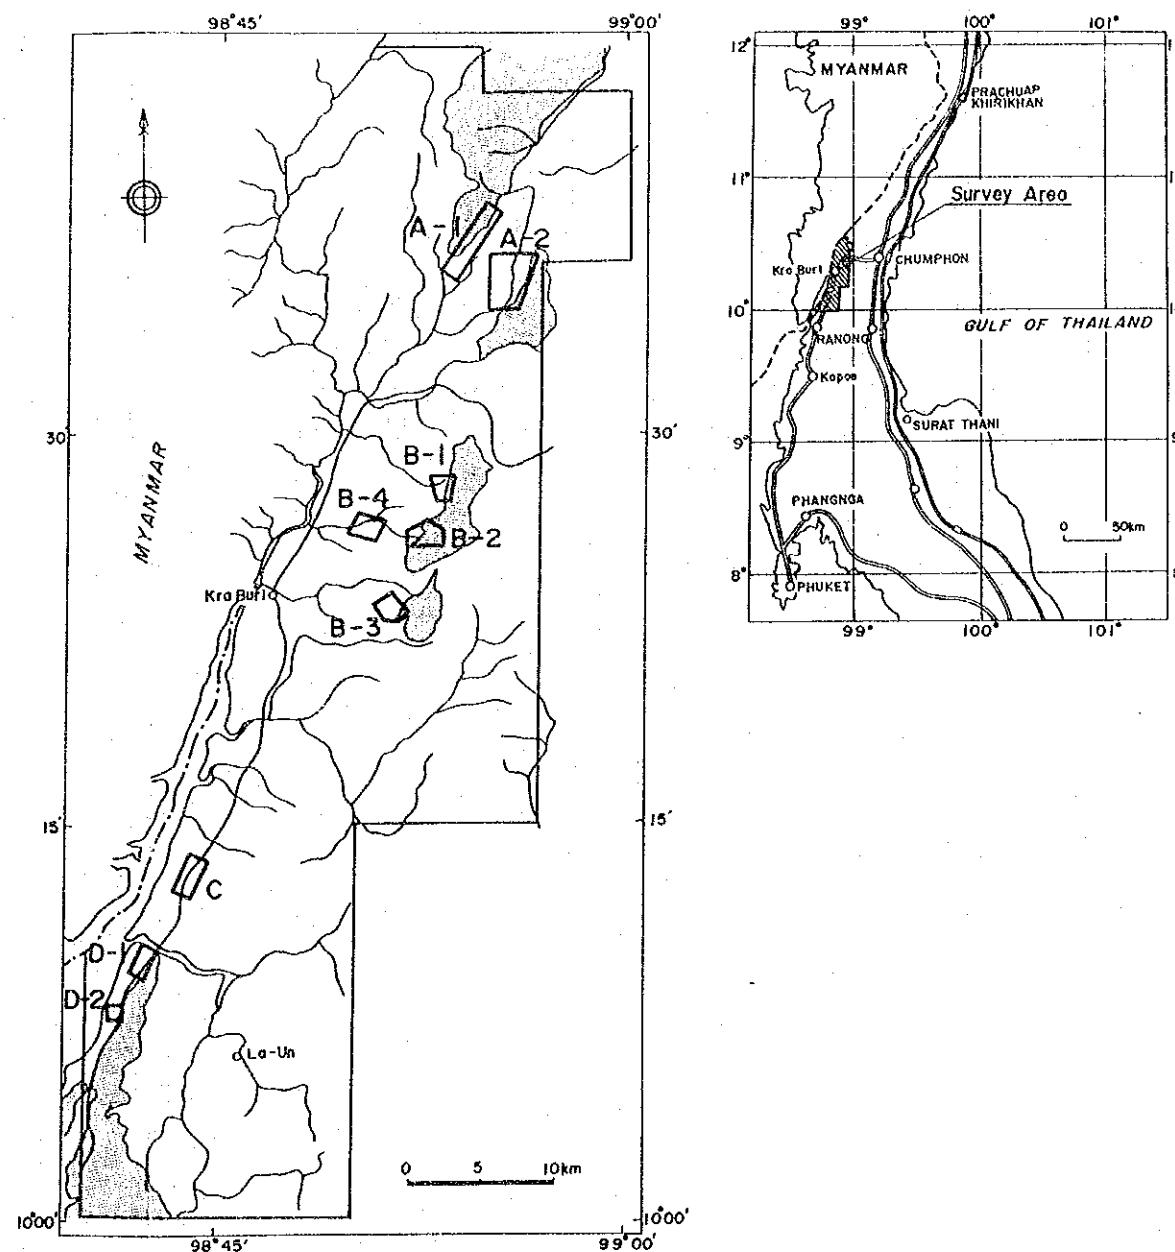 98°45'
99°00'
A-1
A-2
30'
30'
MYANMAR
B-1
B-4
B-2
Kra Buri
B-3
15'
15'
C
D-1
D-2
La-Un
0 5 10km
10°00'
10°00'
98°45'
99°00'
99° 100° 101°
12°
MYANMAR
PRACHUAP
KHIRIKHAN
11°
Survey Area
Kra Buri
CHUMPHON
10°
GULF OF THAILAND
RANONG
Kapoe
SURAT THANI
9°
PHANGNGA
0 50km
8°
PHUKET
99° 100° 101°